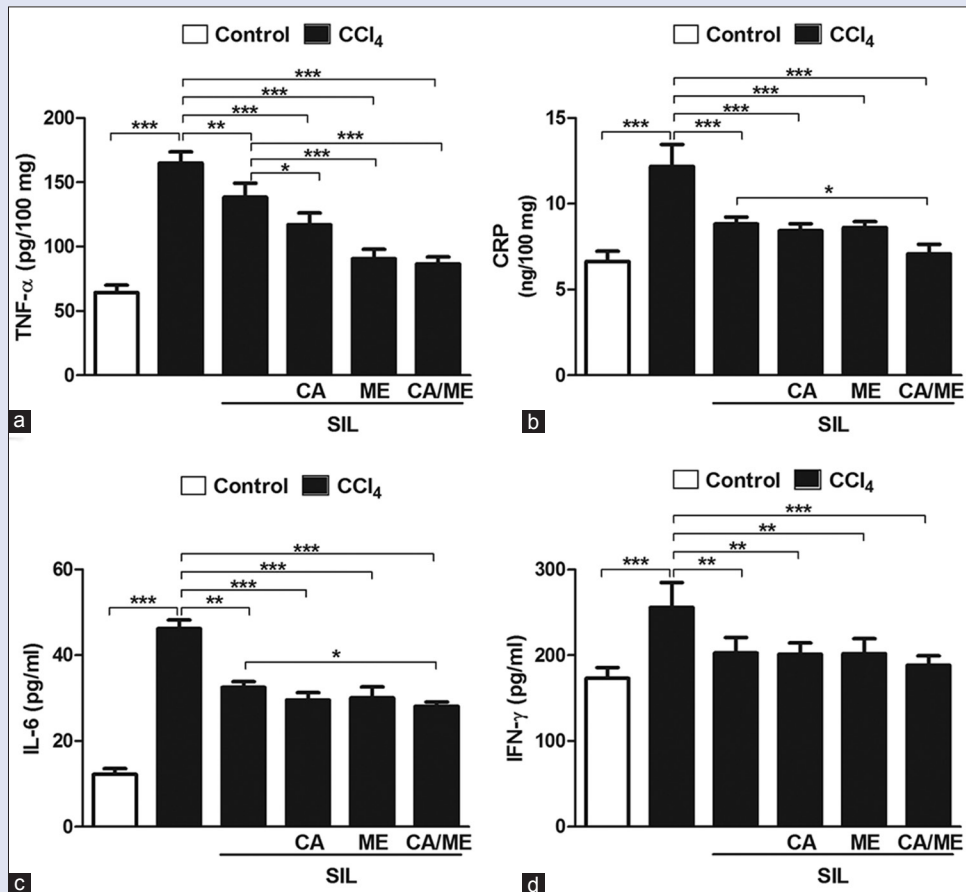 Control CCl₄
***
***
***
*** ** ***
***
*
TNF-α (pg/100 mg)
200
150
100
50
0
CA ME CA/ME
SIL
a
Control CCl₄
***
***
***
*** ***
*
CRP
(ng/100 mg)
15
10
5
0
CA ME CA/ME
SIL
b
Control CCl₄
***
***
***
*** **
*
IL-6 (pg/ml)
60
40
20
0
CA ME CA/ME
SIL
c
Control CCl₄
***
**
**
*** **
IFN-γ (pg/ml)
300
200
100
0
CA ME CA/ME
SIL
d